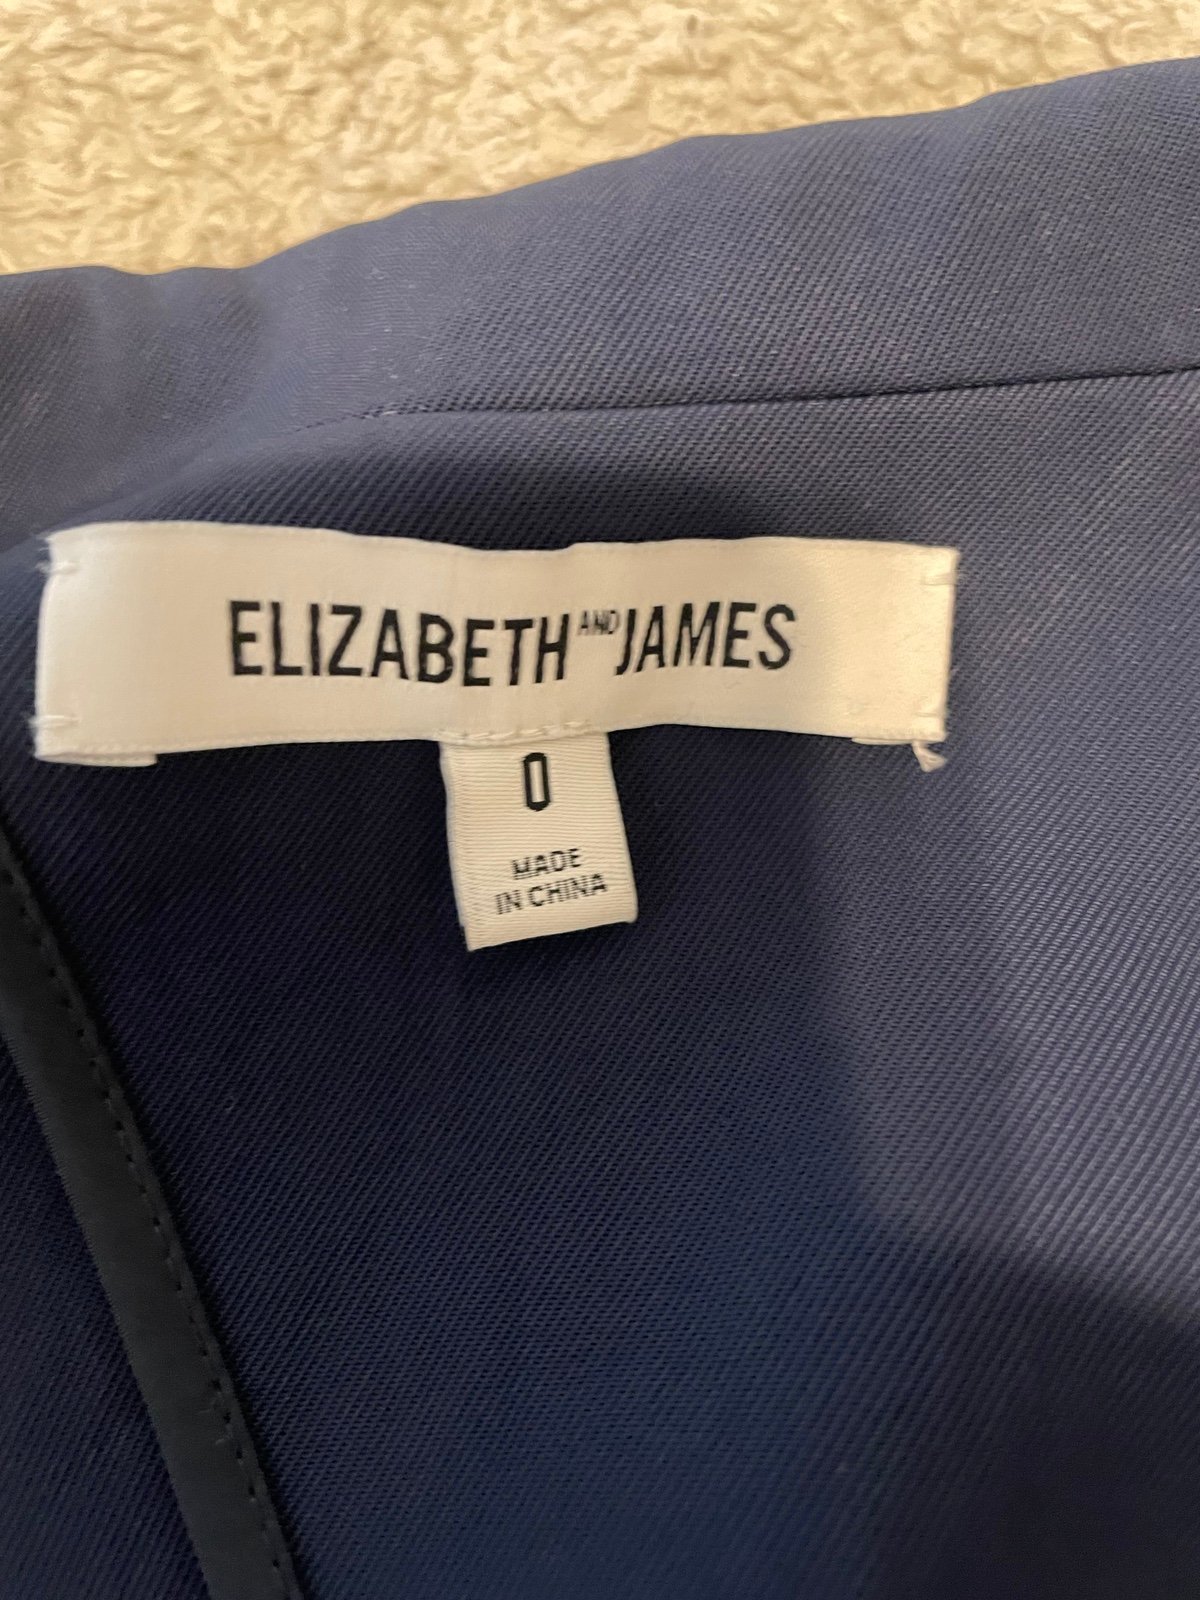 ELIZABETH AND JAMES
0
MADE
IN CHINA